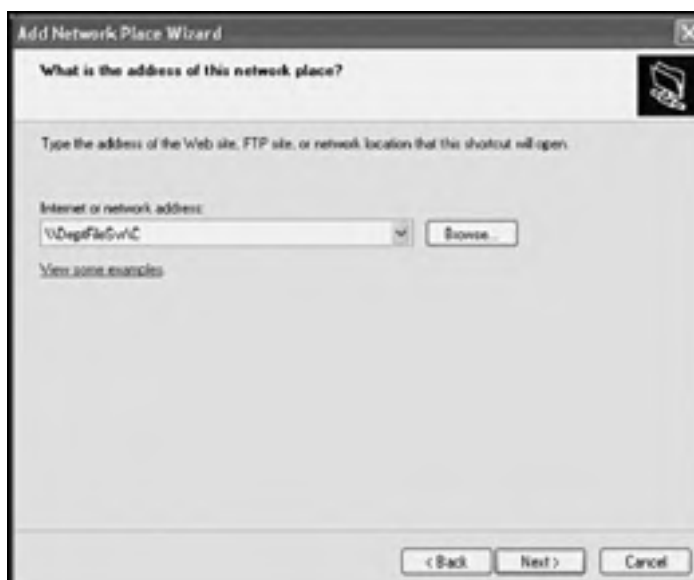 Add Network Place Wizard
What is the address of this network place?
Type the address of the Web site, FTP site, or network location that this shortcut will open.
Internet or network address:
\\DeptFileSvr\C
Browse...
View some examples
< Back
Next >
Cancel